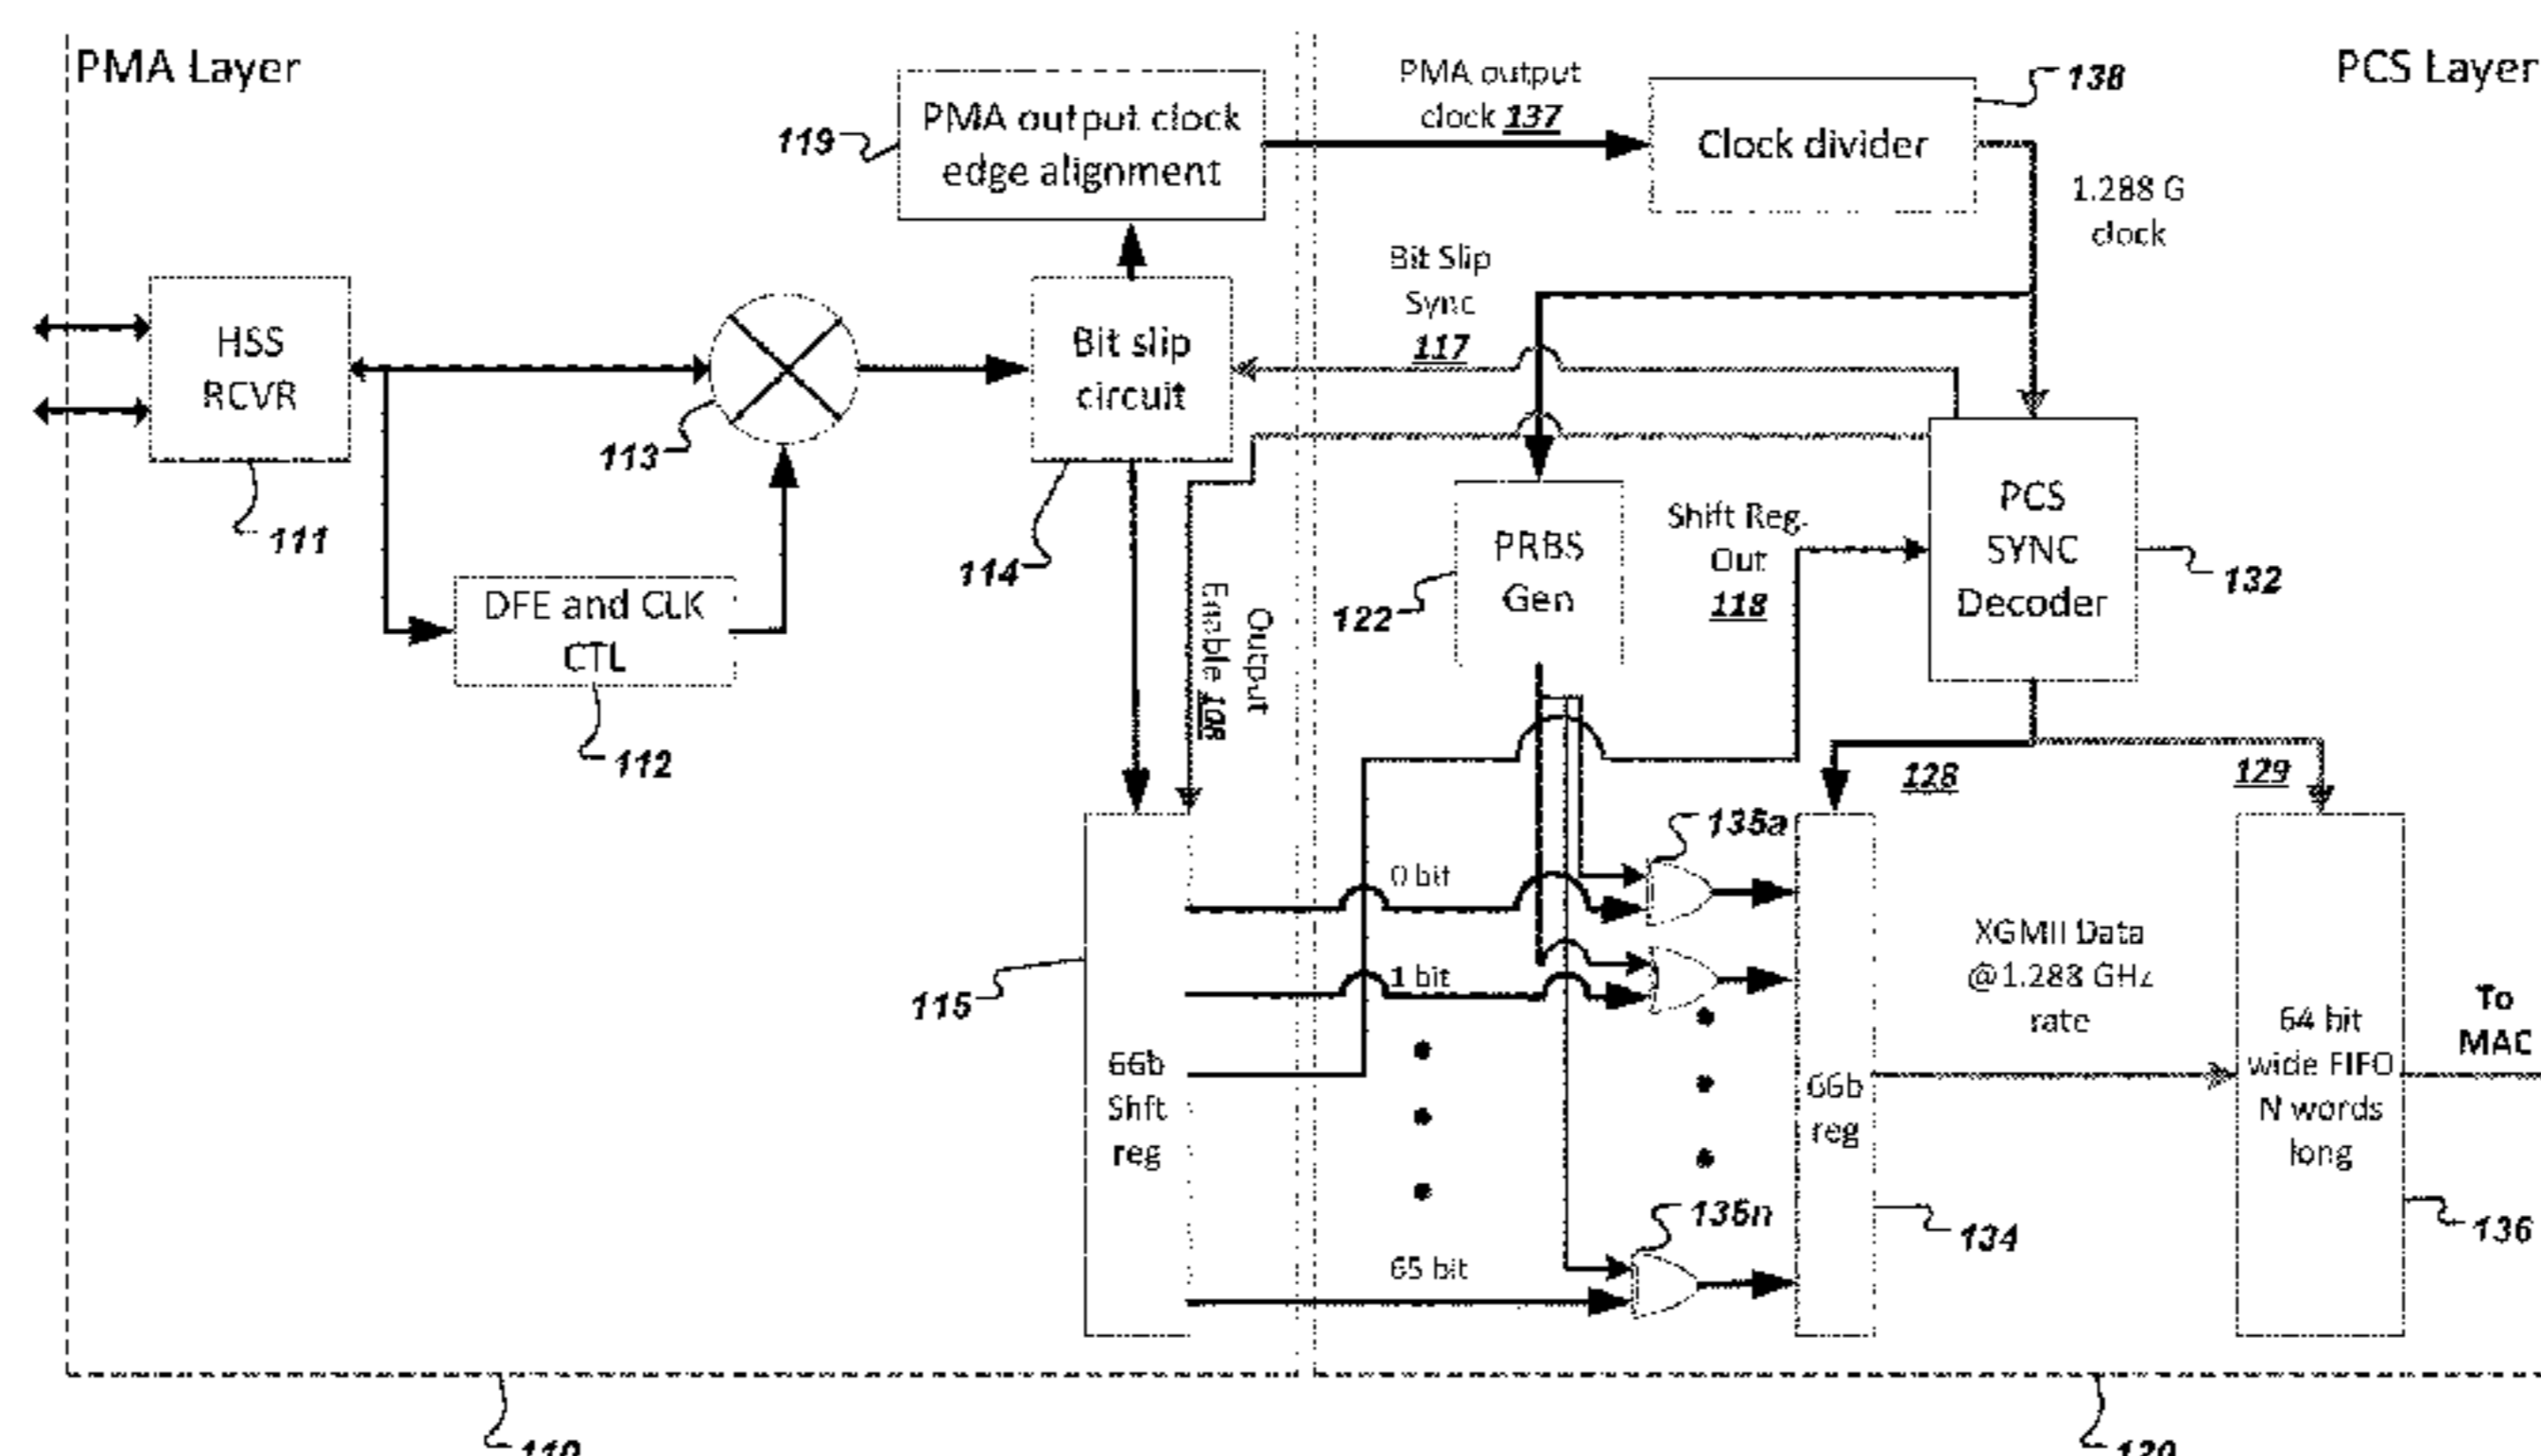 PMA Layer
PCS Layer
119
PMA output clock
edge alignment
PMA output
clock 137
Clock divider
138
1.288 G
clock
HSS
RCVR
111
113
Bit slip
circuit
114
Bit Slip
Sync
117
DFE and CLK
CTL
112
Output
Enable 108
PRBS
Gen
122
Shift Reg.
Out
118
PCS
SYNC
Decoder
132
128
129
115
66b
Shft
reg
0 bit
1 bit
65 bit
135a
135n
66b
reg
134
XGMII Data
@1.288 GHz
rate
64 bit
wide FIFO
N words
long
136
To
MAC
110
120